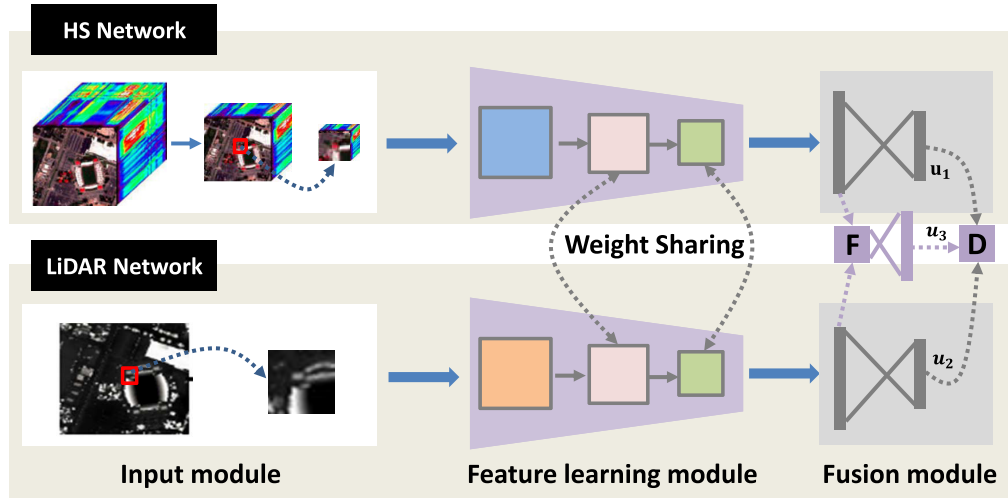 HS Network
u₁
Weight Sharing
F
u₃
D
LiDAR Network
u₂
Input module
Feature learning module
Fusion module